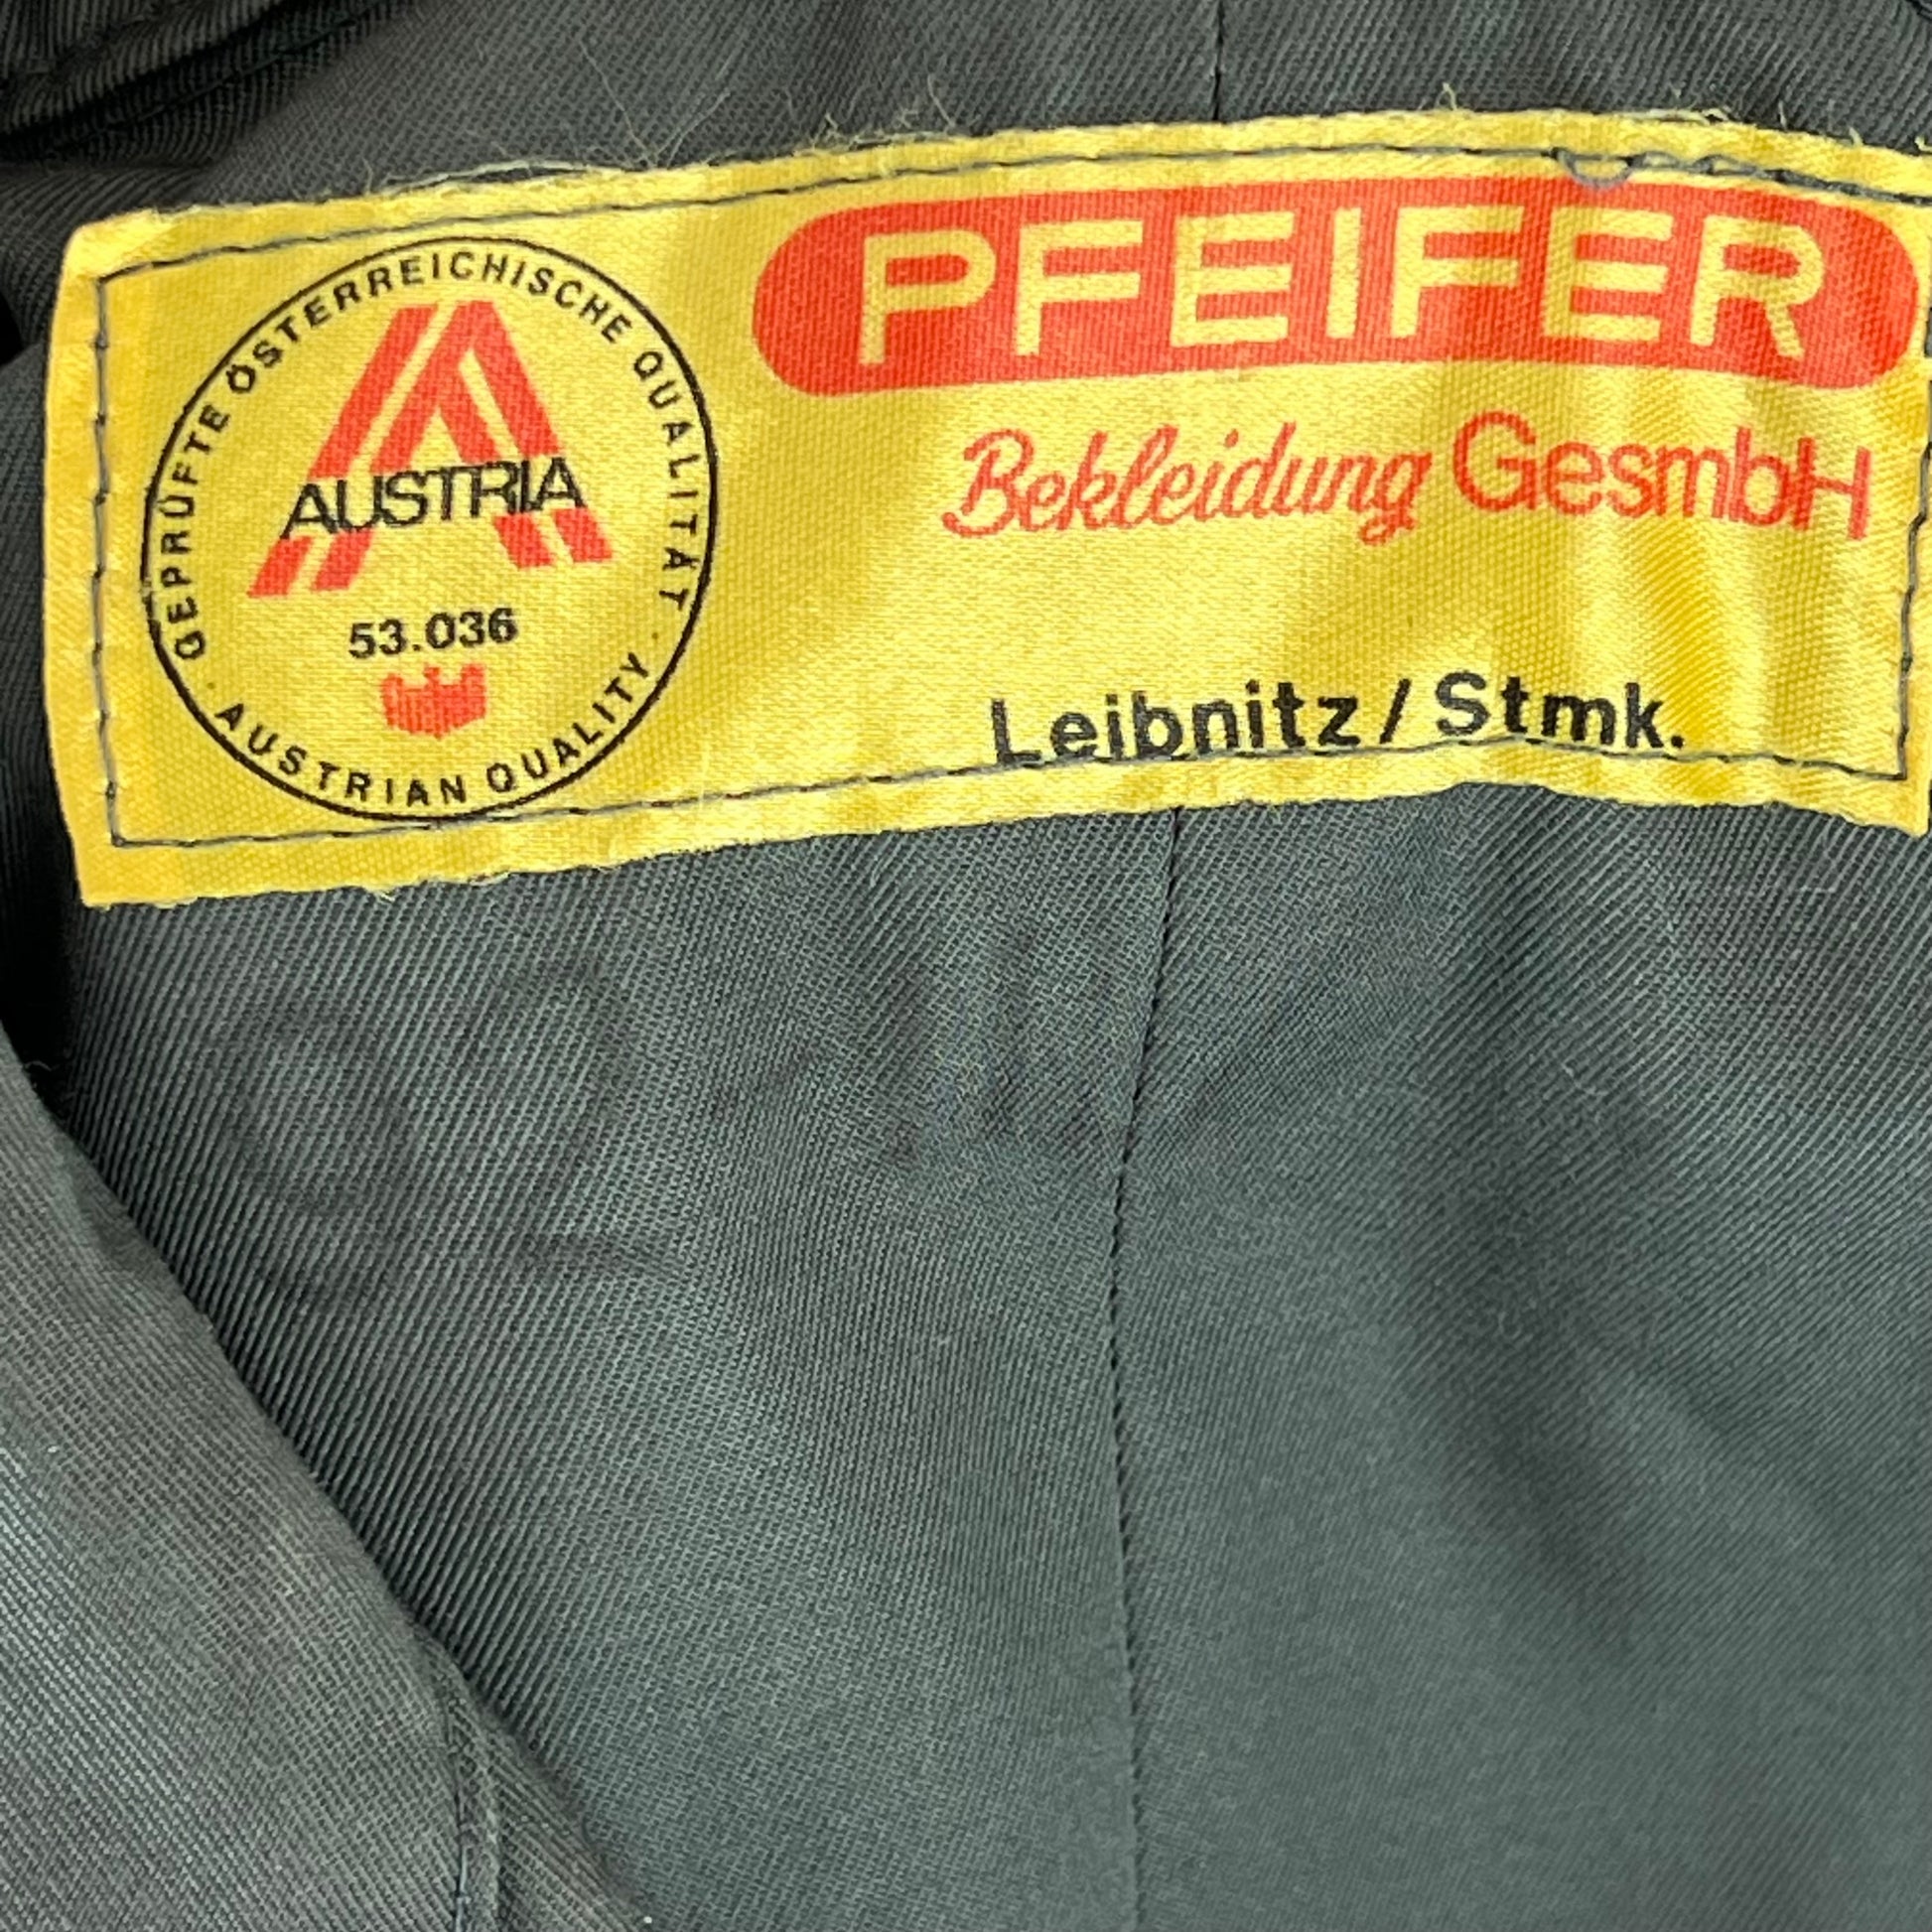 GEPRÜFTE ÖSTERREICHISCHE QUALITÄT
AUSTRIA
53.036
· AUSTRIAN QUALITY ·
PFEIFER
Bekleidung GesmbH
Leibnitz / Stmk.